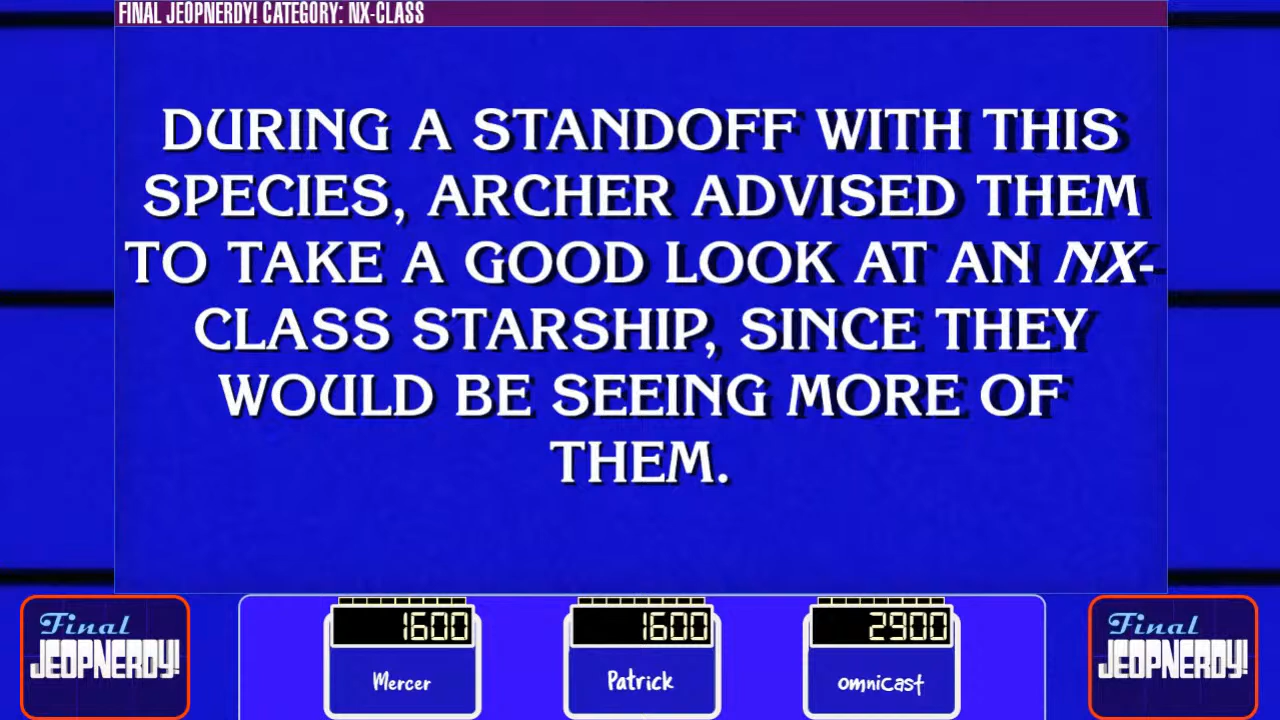 FINAL JEOPNERDY! CATEGORY: NX-CLASS
DURING A STANDOFF WITH THIS
SPECIES, ARCHER ADVISED THEM
TO TAKE A GOOD LOOK AT AN NX-
CLASS STARSHIP, SINCE THEY
WOULD BE SEEING MORE OF
THEM.
Final
JEOPNERDY!
1600
Mercer
1600
Patrick
2900
omnicast
Final
JEOPNERDY!